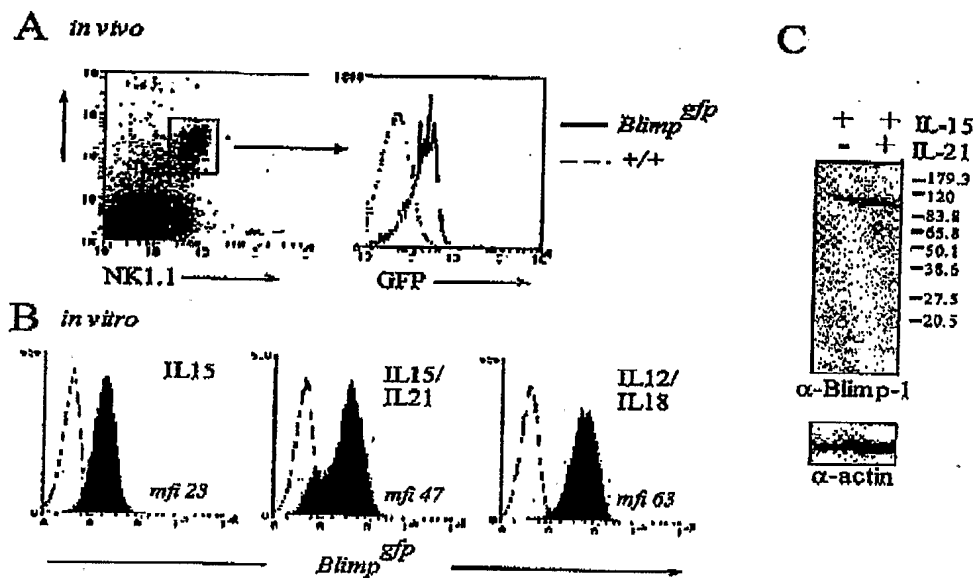 A in vivo
NK1.1
GFP
Blimp gfp
+/+
B in vitro
IL15
mfi 23
IL15/
IL21
mfi 47
IL12/
IL18
mfi 63
Blimp gfp
C
+ + IL-15
- + IL-21
-179.3
-120
-83.8
-65.8
-50.1
-38.6
-27.5
-20.5
α-Blimp-1
α-actin